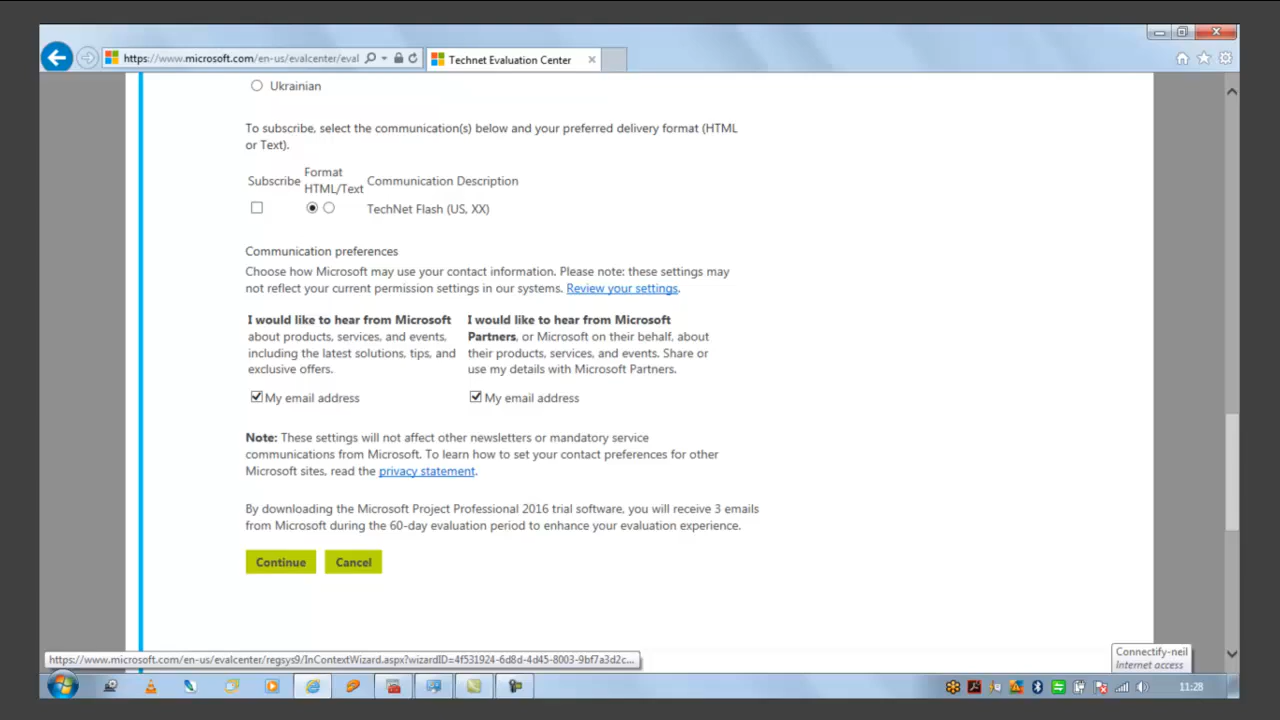 https://www.microsoft.com/en-us/evalcenter/eval
Technet Evaluation Center
Ukrainian
To subscribe, select the communication(s) below and your preferred delivery format (HTML
or Text).
Subscribe Format HTML/Text Communication Description
TechNet Flash (US, XX)
Communication preferences
Choose how Microsoft may use your contact information. Please note: these settings may
not reflect your current permission settings in our systems. Review your settings.
I would like to hear from Microsoft
about products, services, and events,
including the latest solutions, tips, and
exclusive offers.
My email address
I would like to hear from Microsoft
Partners, or Microsoft on their behalf, about
their products, services, and events. Share or
use my details with Microsoft Partners.
My email address
Note: These settings will not affect other newsletters or mandatory service
communications from Microsoft. To learn how to set your contact preferences for other
Microsoft sites, read the privacy statement.
By downloading the Microsoft Project Professional 2016 trial software, you will receive 3 emails
from Microsoft during the 60-day evaluation period to enhance your evaluation experience.
Continue Cancel
https://www.microsoft.com/en-us/evalcenter/regsys9/InContextWizard.aspx?wizardID=4f531924-6d8d-4d45-8003-9bf7a3d2c...
Connectify-neil
Internet access
11:28